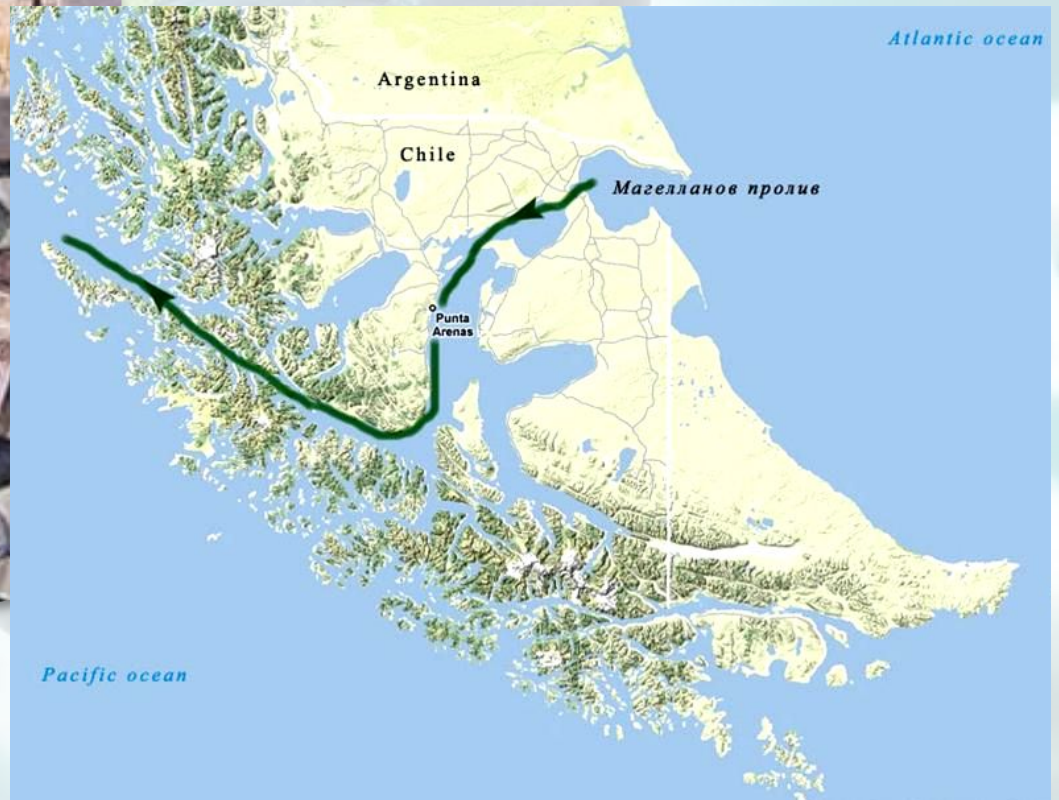 Atlantic ocean
Argentina
Chile
Магелланов пролив
Punta
Arenas
Pacific ocean